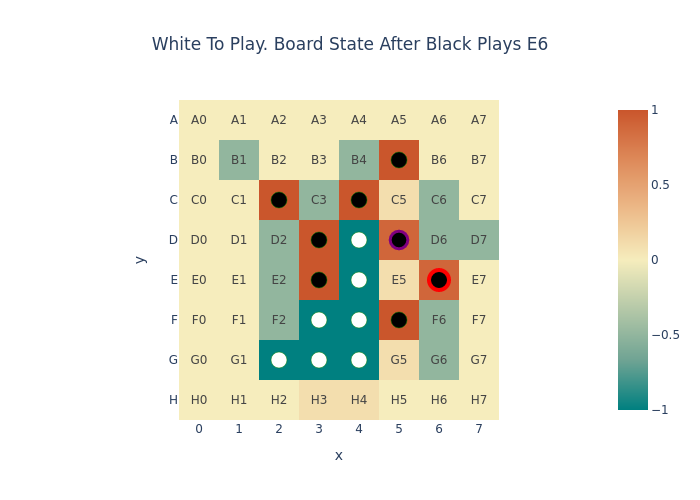 White To Play. Board State After Black Plays E6
A A0 A1 A2 A3 A4 A5 A6 A7
B B0 B1 B2 B3 B4 B6 B7
C C0 C1 C3 C5 C6 C7
D D0 D1 D2 D6 D7
E E0 E1 E2 E5 E7
F F0 F1 F2 F6 F7
G G0 G1 G5 G6 G7
H H0 H1 H2 H3 H4 H5 H6 H7
0 1 2 3 4 5 6 7
x
y
1
0.5
0
−0.5
−1